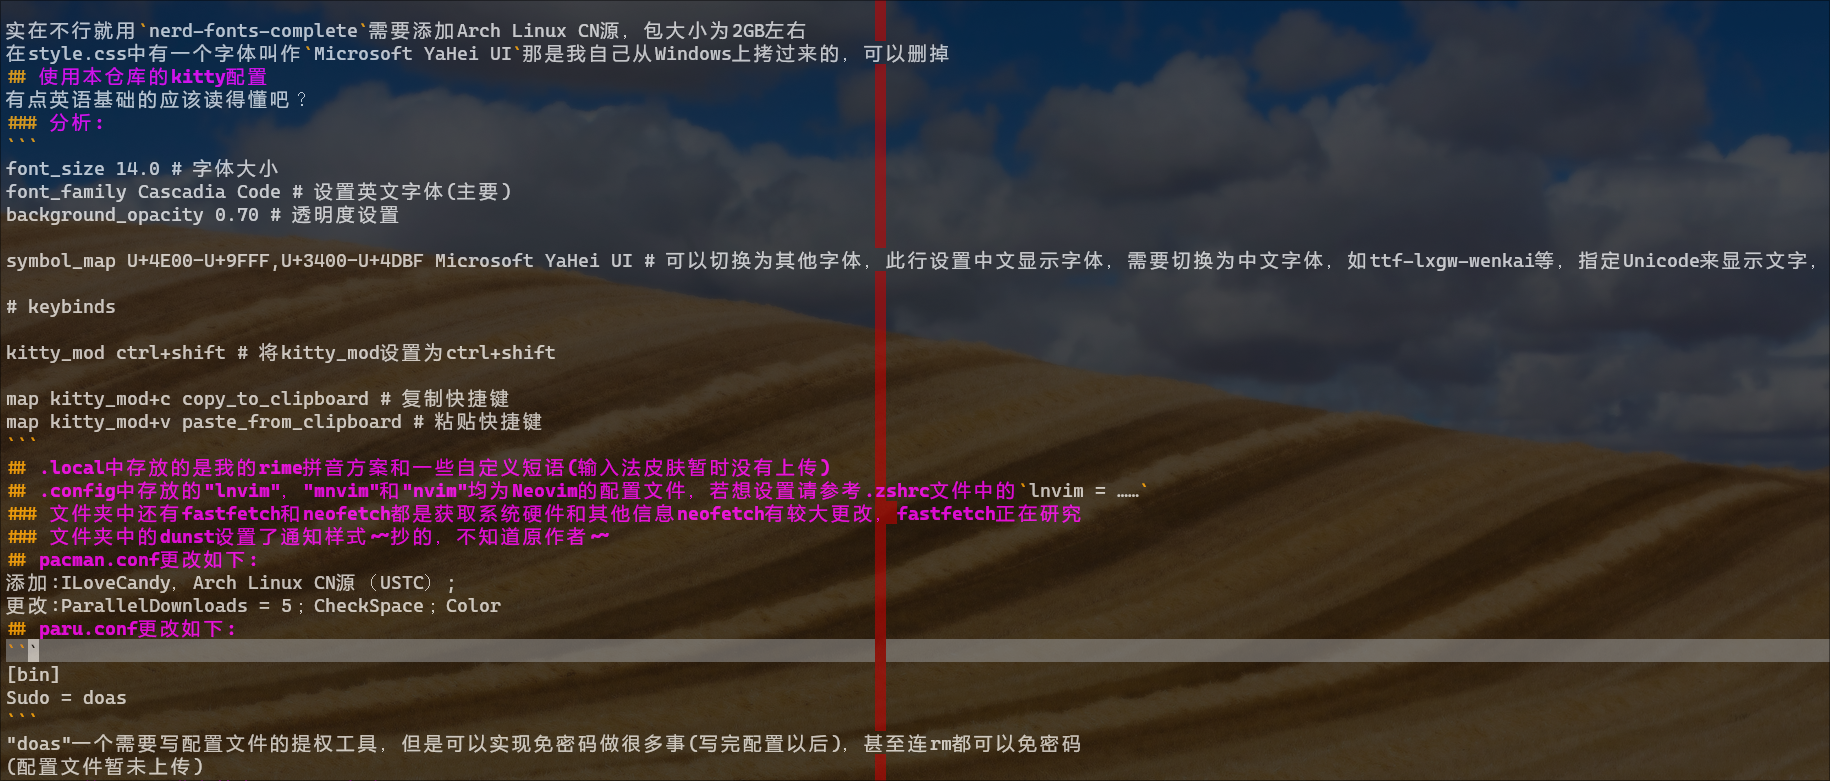 实在不行就用`nerd-fonts-complete`需要添加Arch Linux CN源，包大小为2GB左右
在style.css中有一个字体叫作`Microsoft YaHei UI`那是我自己从Windows上拷过来的，可以删掉
## 使用本仓库的kitty配置
有点英语基础的应该读得懂吧？
### 分析:
```
font_size 14.0 # 字体大小
font_family Cascadia Code # 设置英文字体(主要)
background_opacity 0.70 # 透明度设置
symbol_map U+4E00-U+9FFF,U+3400-U+4DBF Microsoft YaHei UI # 可以切换为其他字体，此行设置中文显示字体，需要切换为中文字体，如ttf-lxgw-wenkai等，指定Unicode来显示文字，
# keybinds
kitty_mod ctrl+shift # 将kitty_mod设置为ctrl+shift
map kitty_mod+c copy_to_clipboard # 复制快捷键
map kitty_mod+v paste_from_clipboard # 粘贴快捷键
```
## .local中存放的是我的rime拼音方案和一些自定义短语(输入法皮肤暂时没有上传)
## .config中存放的"lnvim"，"mnvim"和"nvim"均为Neovim的配置文件，若想设置请参考.zshrc文件中的`lnvim = ……`
### 文件夹中还有fastfetch和neofetch都是获取系统硬件和其他信息neofetch有较大更改，fastfetch正在研究
### 文件夹中的dunst设置了通知样式~~抄的，不知道原作者~~
## pacman.conf更改如下:
添加:ILoveCandy，Arch Linux CN源（USTC）;
更改:ParallelDownloads = 5；CheckSpace；Color
## paru.conf更改如下:
```
[bin]
Sudo = doas
```
"doas"一个需要写配置文件的提权工具，但是可以实现免密码做很多事(写完配置以后)，甚至连rm都可以免密码
(配置文件暂未上传)